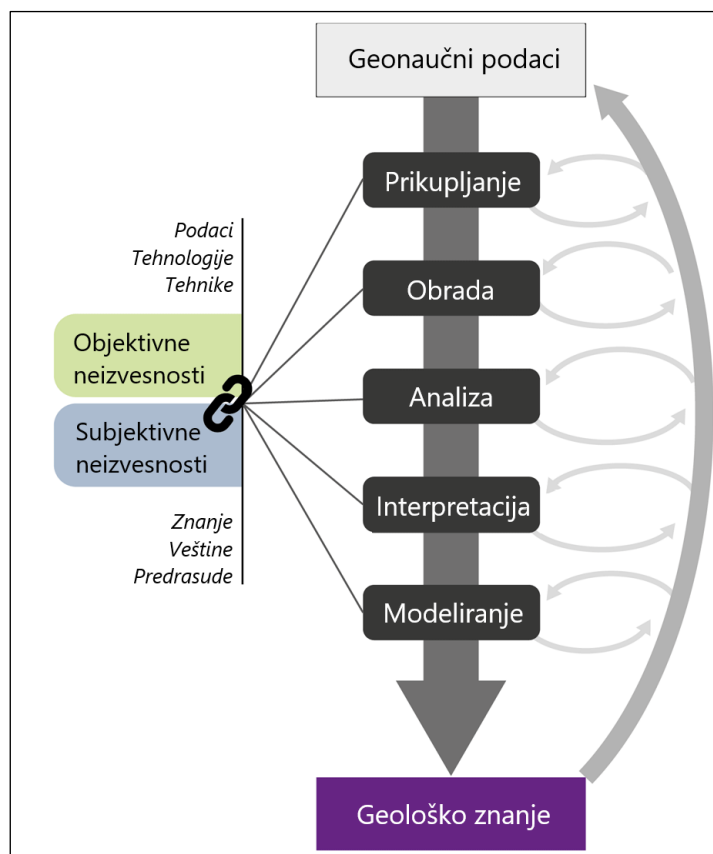 Geonaučni podaci
Prikupljanje
Obrada
Analiza
Interpretacija
Modeliranje
Geološko znanje
Podaci
Tehnologije
Tehnike
Objektivne
neizvesnosti
Subjektivne
neizvesnosti
Znanje
Veštine
Predrasude